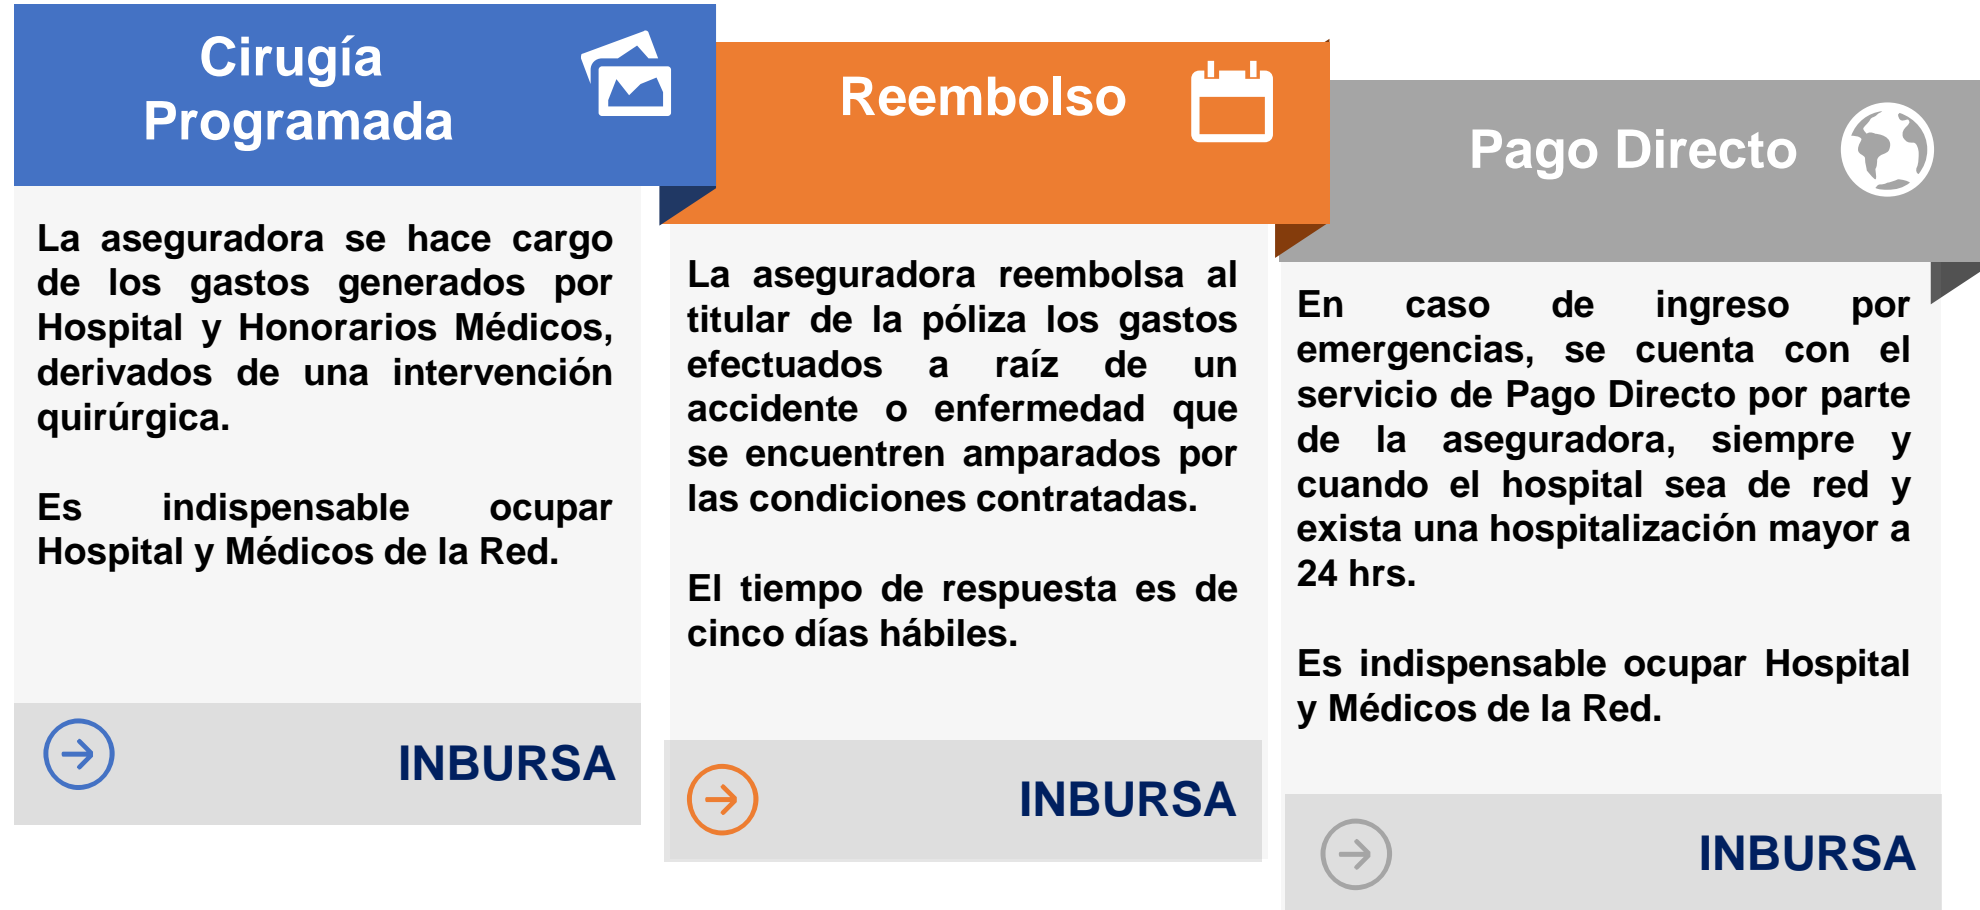 Cirugía
Programada
La aseguradora se hace cargo
de los gastos generados por
Hospital y Honorarios Médicos,
derivados de una intervención
quirúrgica.
Es indispensable ocupar
Hospital y Médicos de la Red.
INBURSA
Reembolso
La aseguradora reembolsa al
titular de la póliza los gastos
efectuados a raíz de un
accidente o enfermedad que
se encuentren amparados por
las condiciones contratadas.
El tiempo de respuesta es de
cinco días hábiles.
INBURSA
Pago Directo
En caso de ingreso por
emergencias, se cuenta con el
servicio de Pago Directo por parte
de la aseguradora, siempre y
cuando el hospital sea de red y
exista una hospitalización mayor a
24 hrs.
Es indispensable ocupar Hospital
y Médicos de la Red.
INBURSA